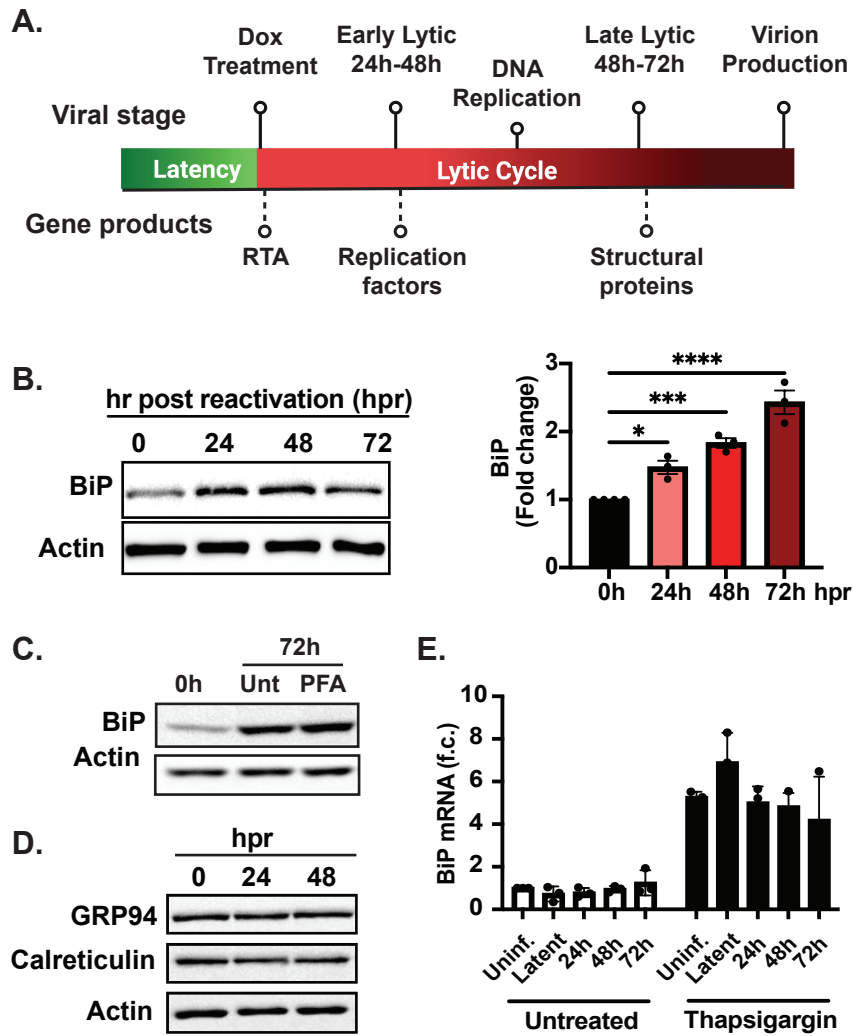 A.
Dox
Treatment
Early Lytic
24h-48h
DNA
Replication
Late Lytic
48h-72h
Virion
Production
Viral stage
Latency
Lytic Cycle
Gene products
RTA
Replication
factors
Structural
proteins
B.
hr post reactivation (hpr)
0 24 48 72
BiP
Actin
BiP
(Fold change)
3
2
1
0
****
***
*
0h 24h 48h 72h hpr
C.
72h
0h Unt PFA
BiP
Actin
D.
hpr
0 24 48
GRP94
Calreticulin
Actin
E.
BiP mRNA (f.c.)
10
8
6
4
2
0
Uninf. Latent 24h 48h 72h Uninf. Latent 24h 48h 72h
Untreated Thapsigargin